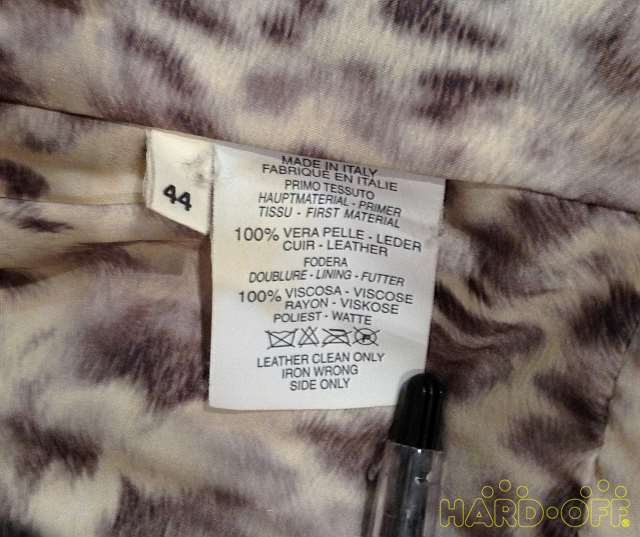 44
MADE IN ITALY
FABRIQUE EN ITALIE
PRIMO TESSUTO
HAUPTMATERIAL - PRIMER
TISSU - FIRST MATERIAL
100% VERA PELLE - LEDER
CUIR - LEATHER
FODERA
DOUBLURE - LINING - FUTTER
100% VISCOSA - VISCOSE
RAYON - VISKOSE
POLIEST - WATTE
LEATHER CLEAN ONLY
IRON WRONG
SIDE ONLY
HARD·OFF